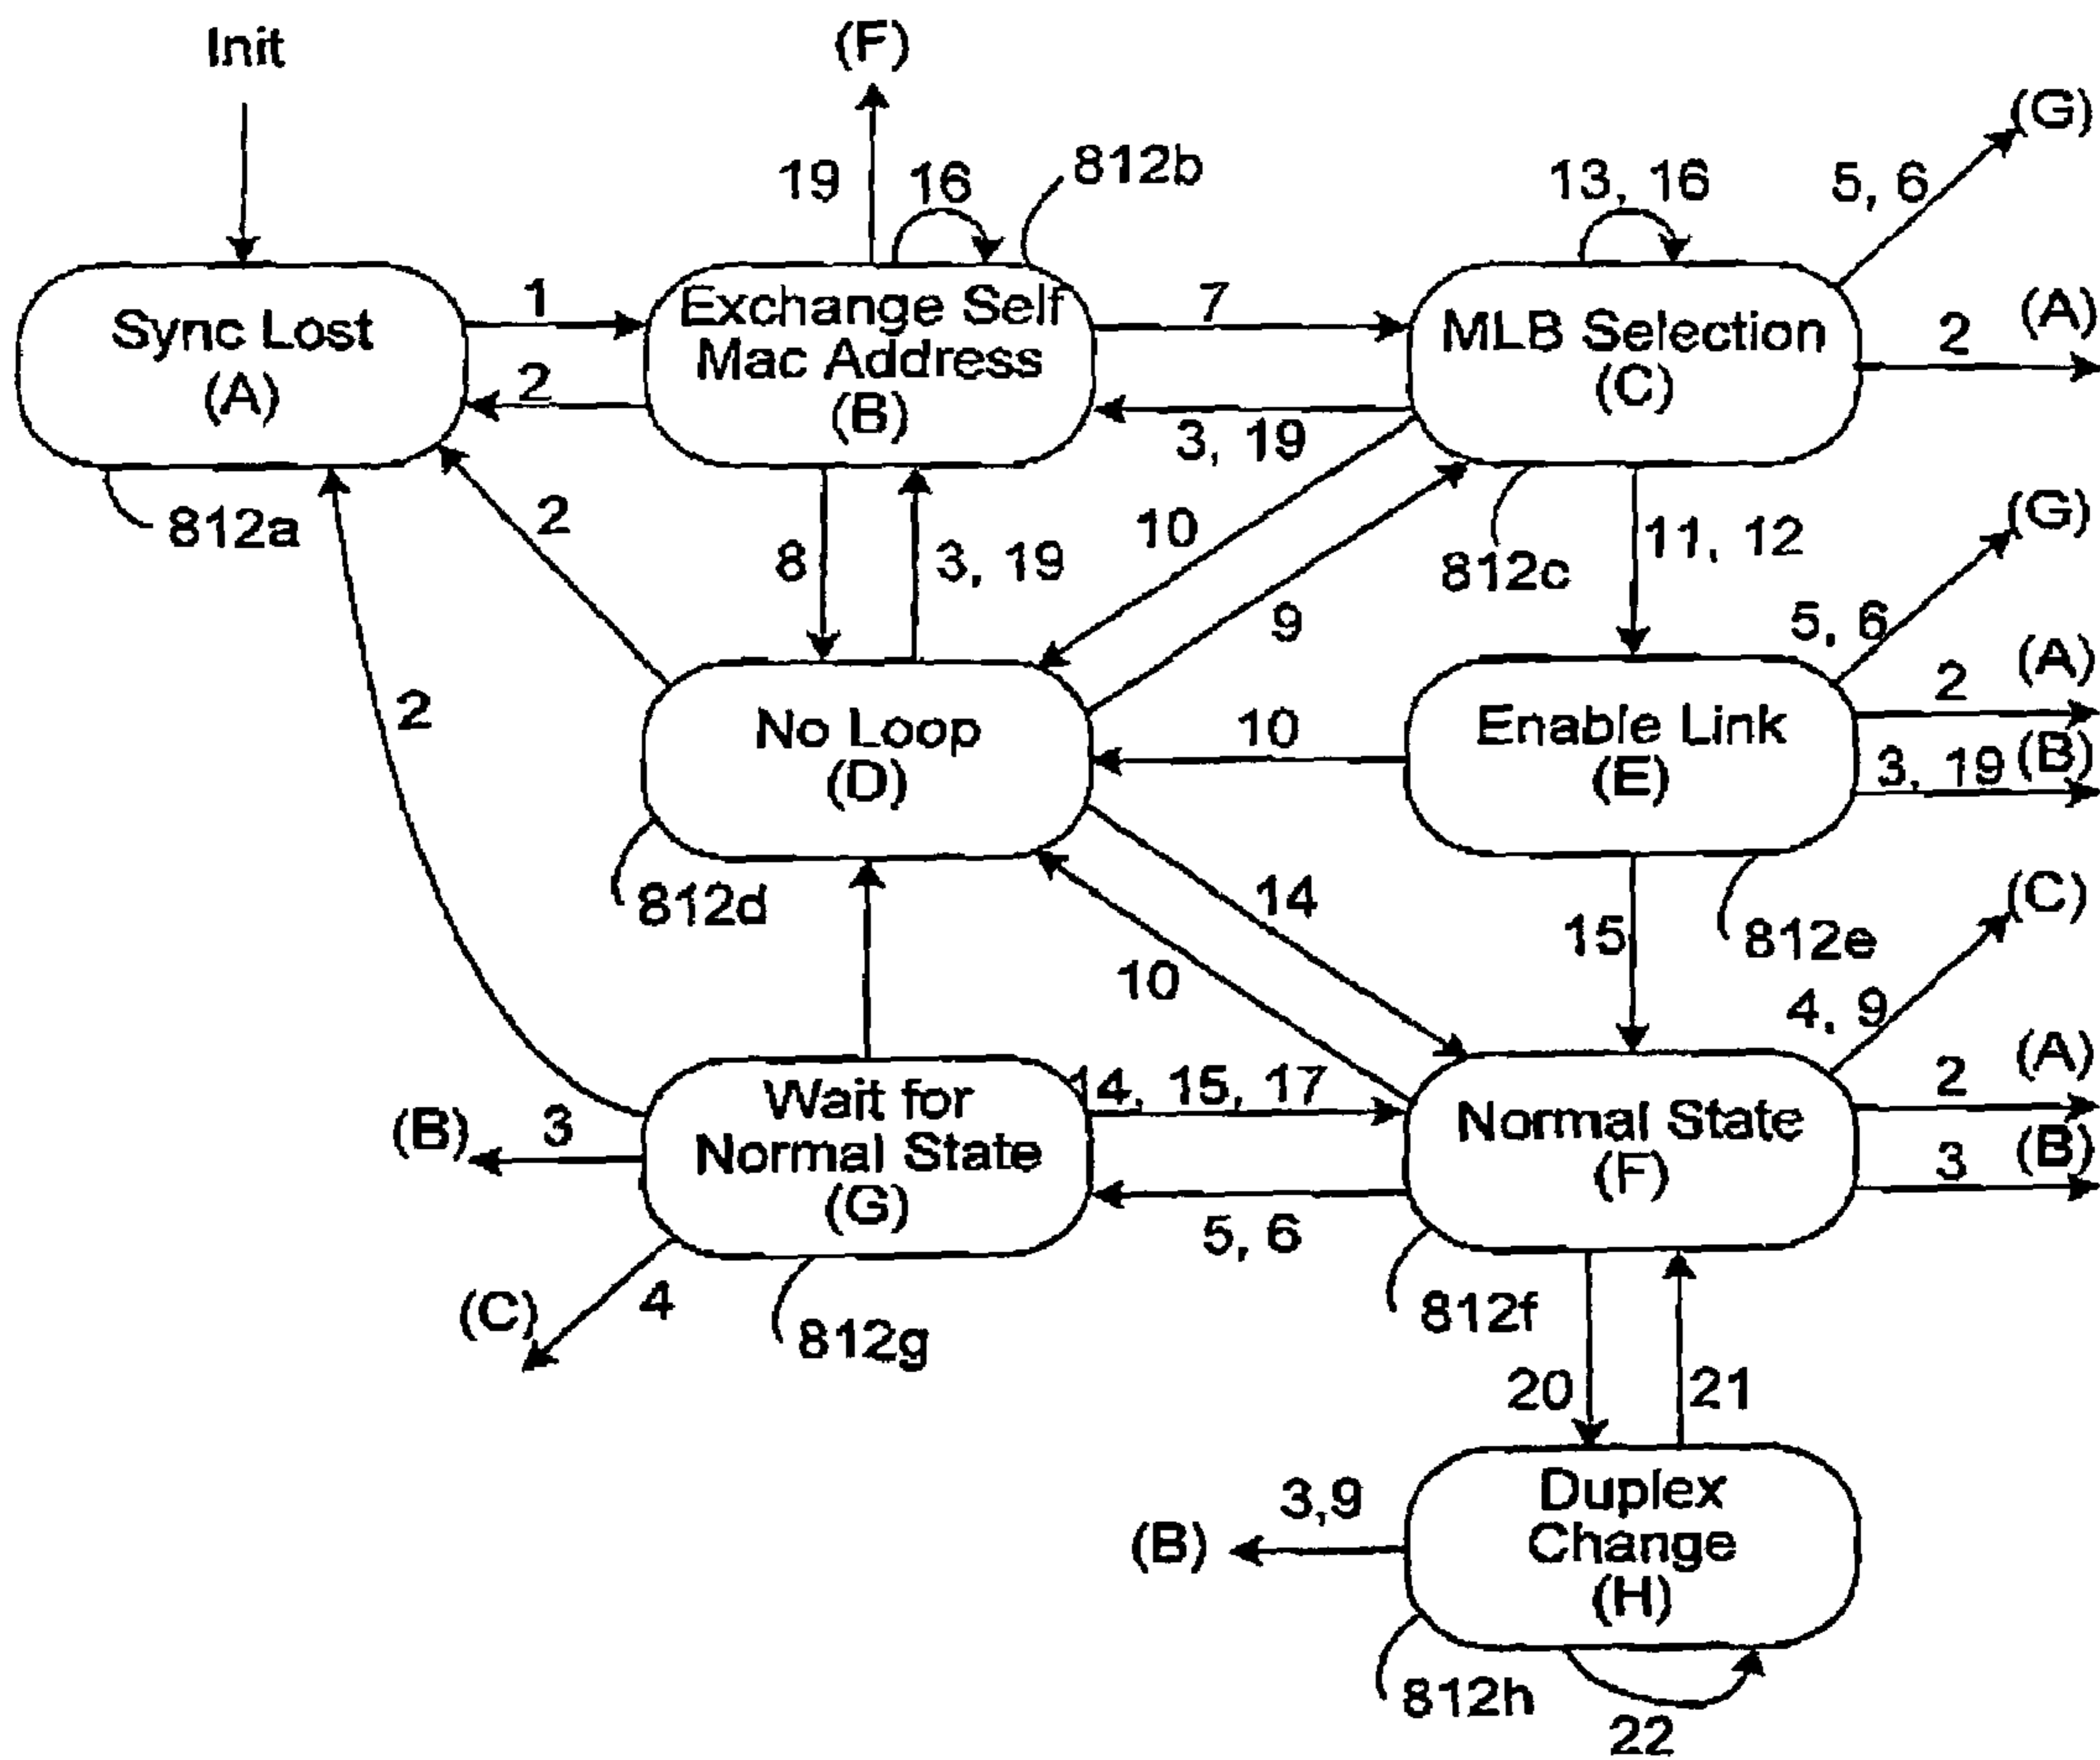 Init
(F)
(G)
19
16
812b
13, 16
5, 6
Sync Lost
(A)
1
2
Exchange Self
Mac Address
(B)
7
3, 19
MLB Selection
(C)
2
(A)
812a
2
8
3, 19
10
9
812c
11, 12
(G)
5, 6
2
No Loop
(D)
10
Enable Link
(E)
2
(A)
3, 19
(B)
812d
14
10
15
812e
(C)
4, 9
(B)
3
Wait for
Normal State
(G)
14, 15, 17
5, 6
Normal State
(F)
2
(A)
3
(B)
(C)
4
812g
812f
20
21
(B)
3,9
Duplex
Change
(H)
812h
22